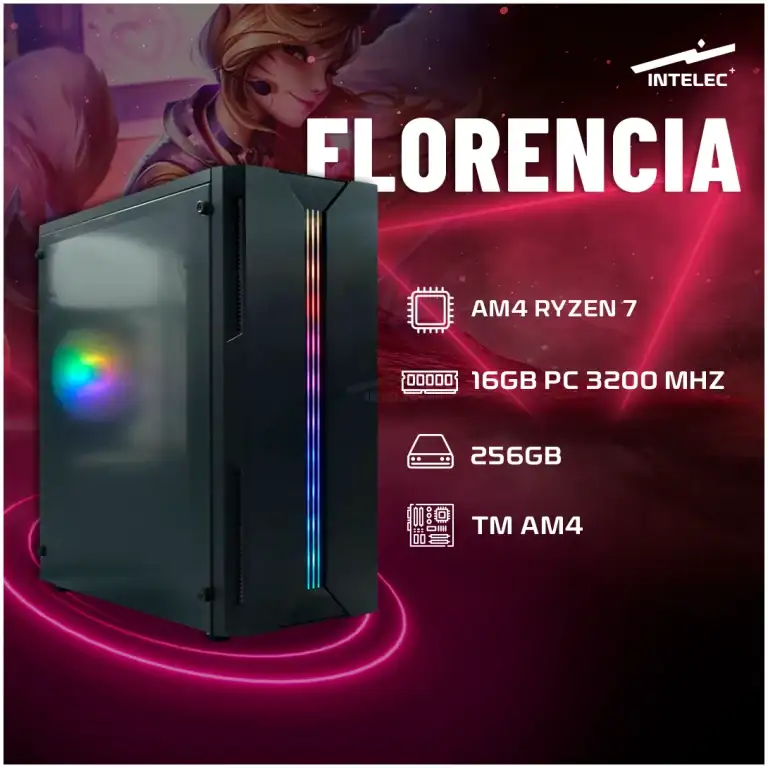 INTELEC+
FLORENCIA
AM4 RYZEN 7
16GB PC 3200 MHZ
256GB
TM AM4